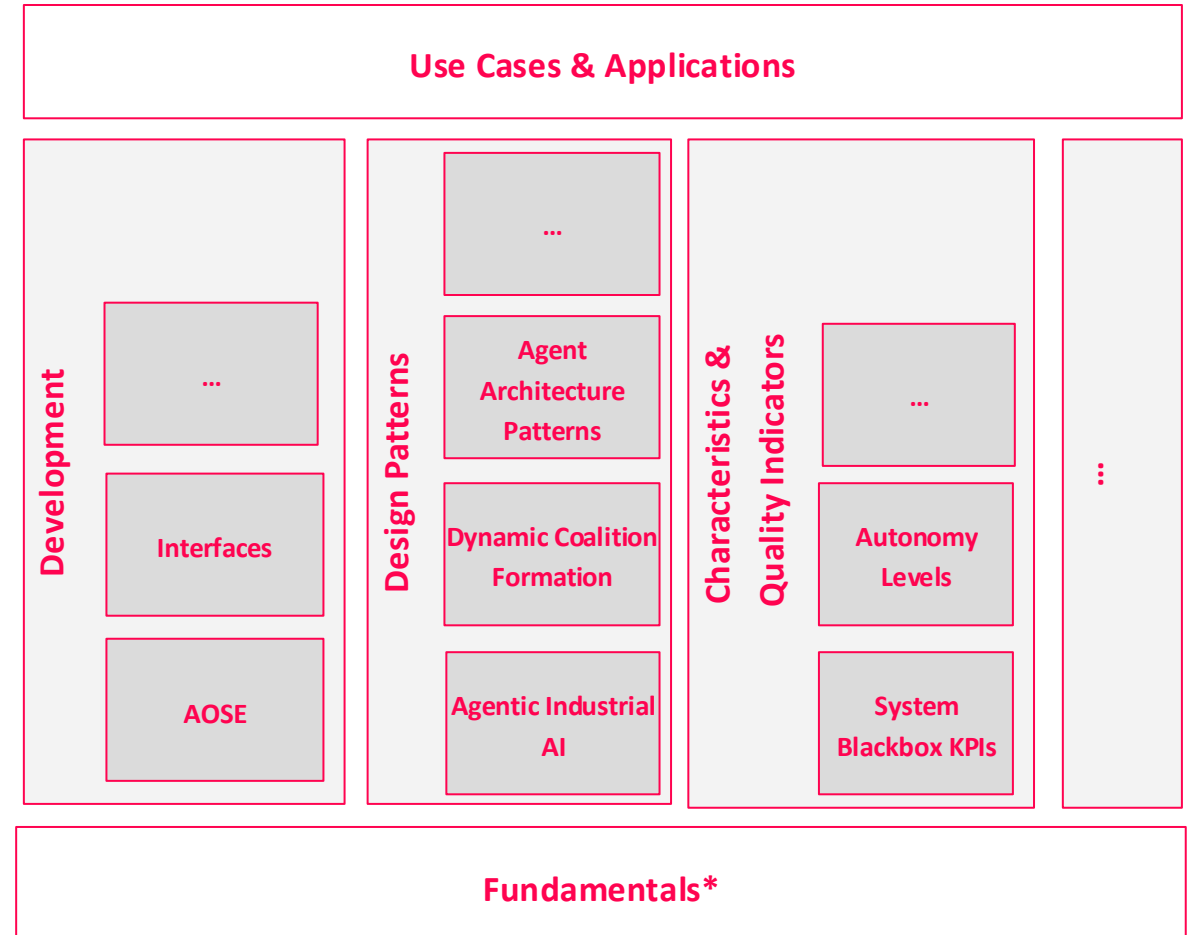 Use Cases & Applications
Development
...
Interfaces
AOSE
Design Patterns
...
Agent
Architecture
Patterns
Dynamic Coalition
Formation
Agentic Industrial
AI
Characteristics &
Quality Indicators
...
Autonomy
Levels
System
Blackbox KPIs
...
Fundamentals*